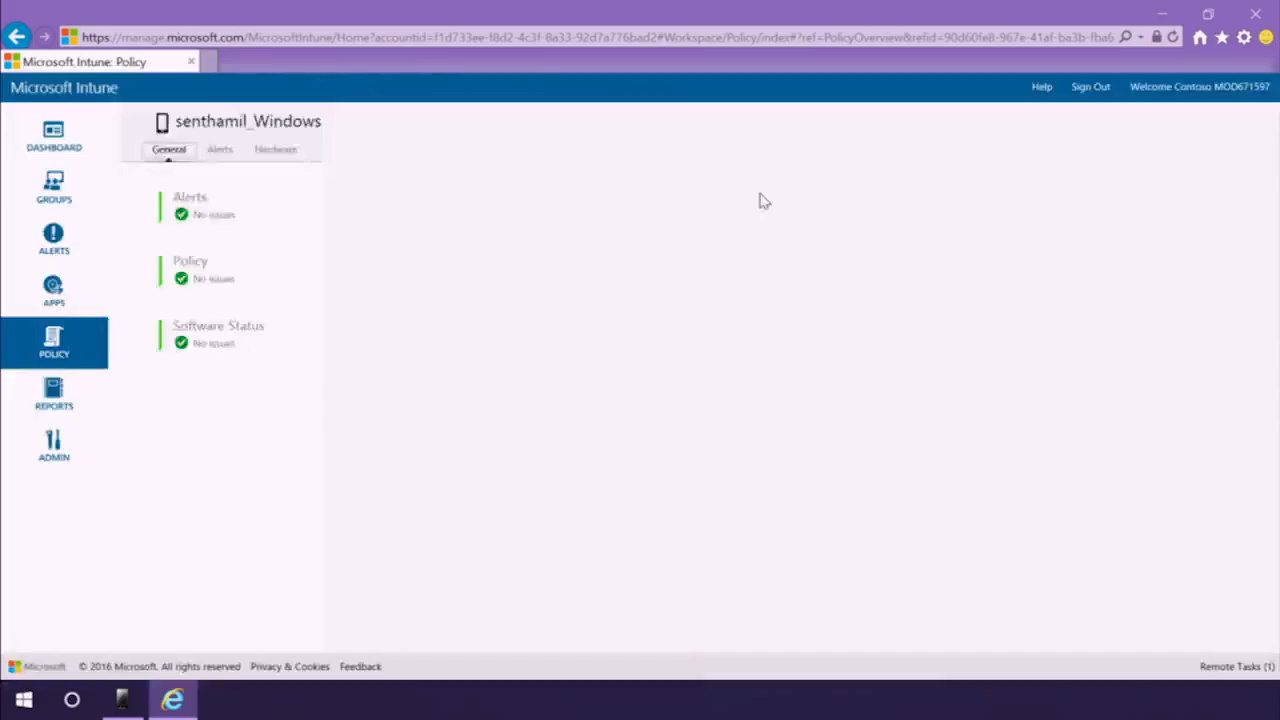 https://manage.microsoft.com/MicrosoftIntune/Home?accountid=f1d733ee-f8d2-4c3f-8a33-92d7a776bad2#Workspace/Policy/index#?ref=PolicyOverview&refid=90d60fe8-967e-41af-ba3b-fba6
Microsoft Intune: Policy
Microsoft Intune
Help
Sign Out
Welcome Contoso MOD671597
DASHBOARD
GROUPS
ALERTS
APPS
POLICY
REPORTS
ADMIN
senthamil_Windows
General Alerts Hardware
Alerts
No issues
Policy
No issues
Software Status
No issues
Microsoft © 2016 Microsoft. All rights reserved Privacy & Cookies Feedback
Remote Tasks (1)